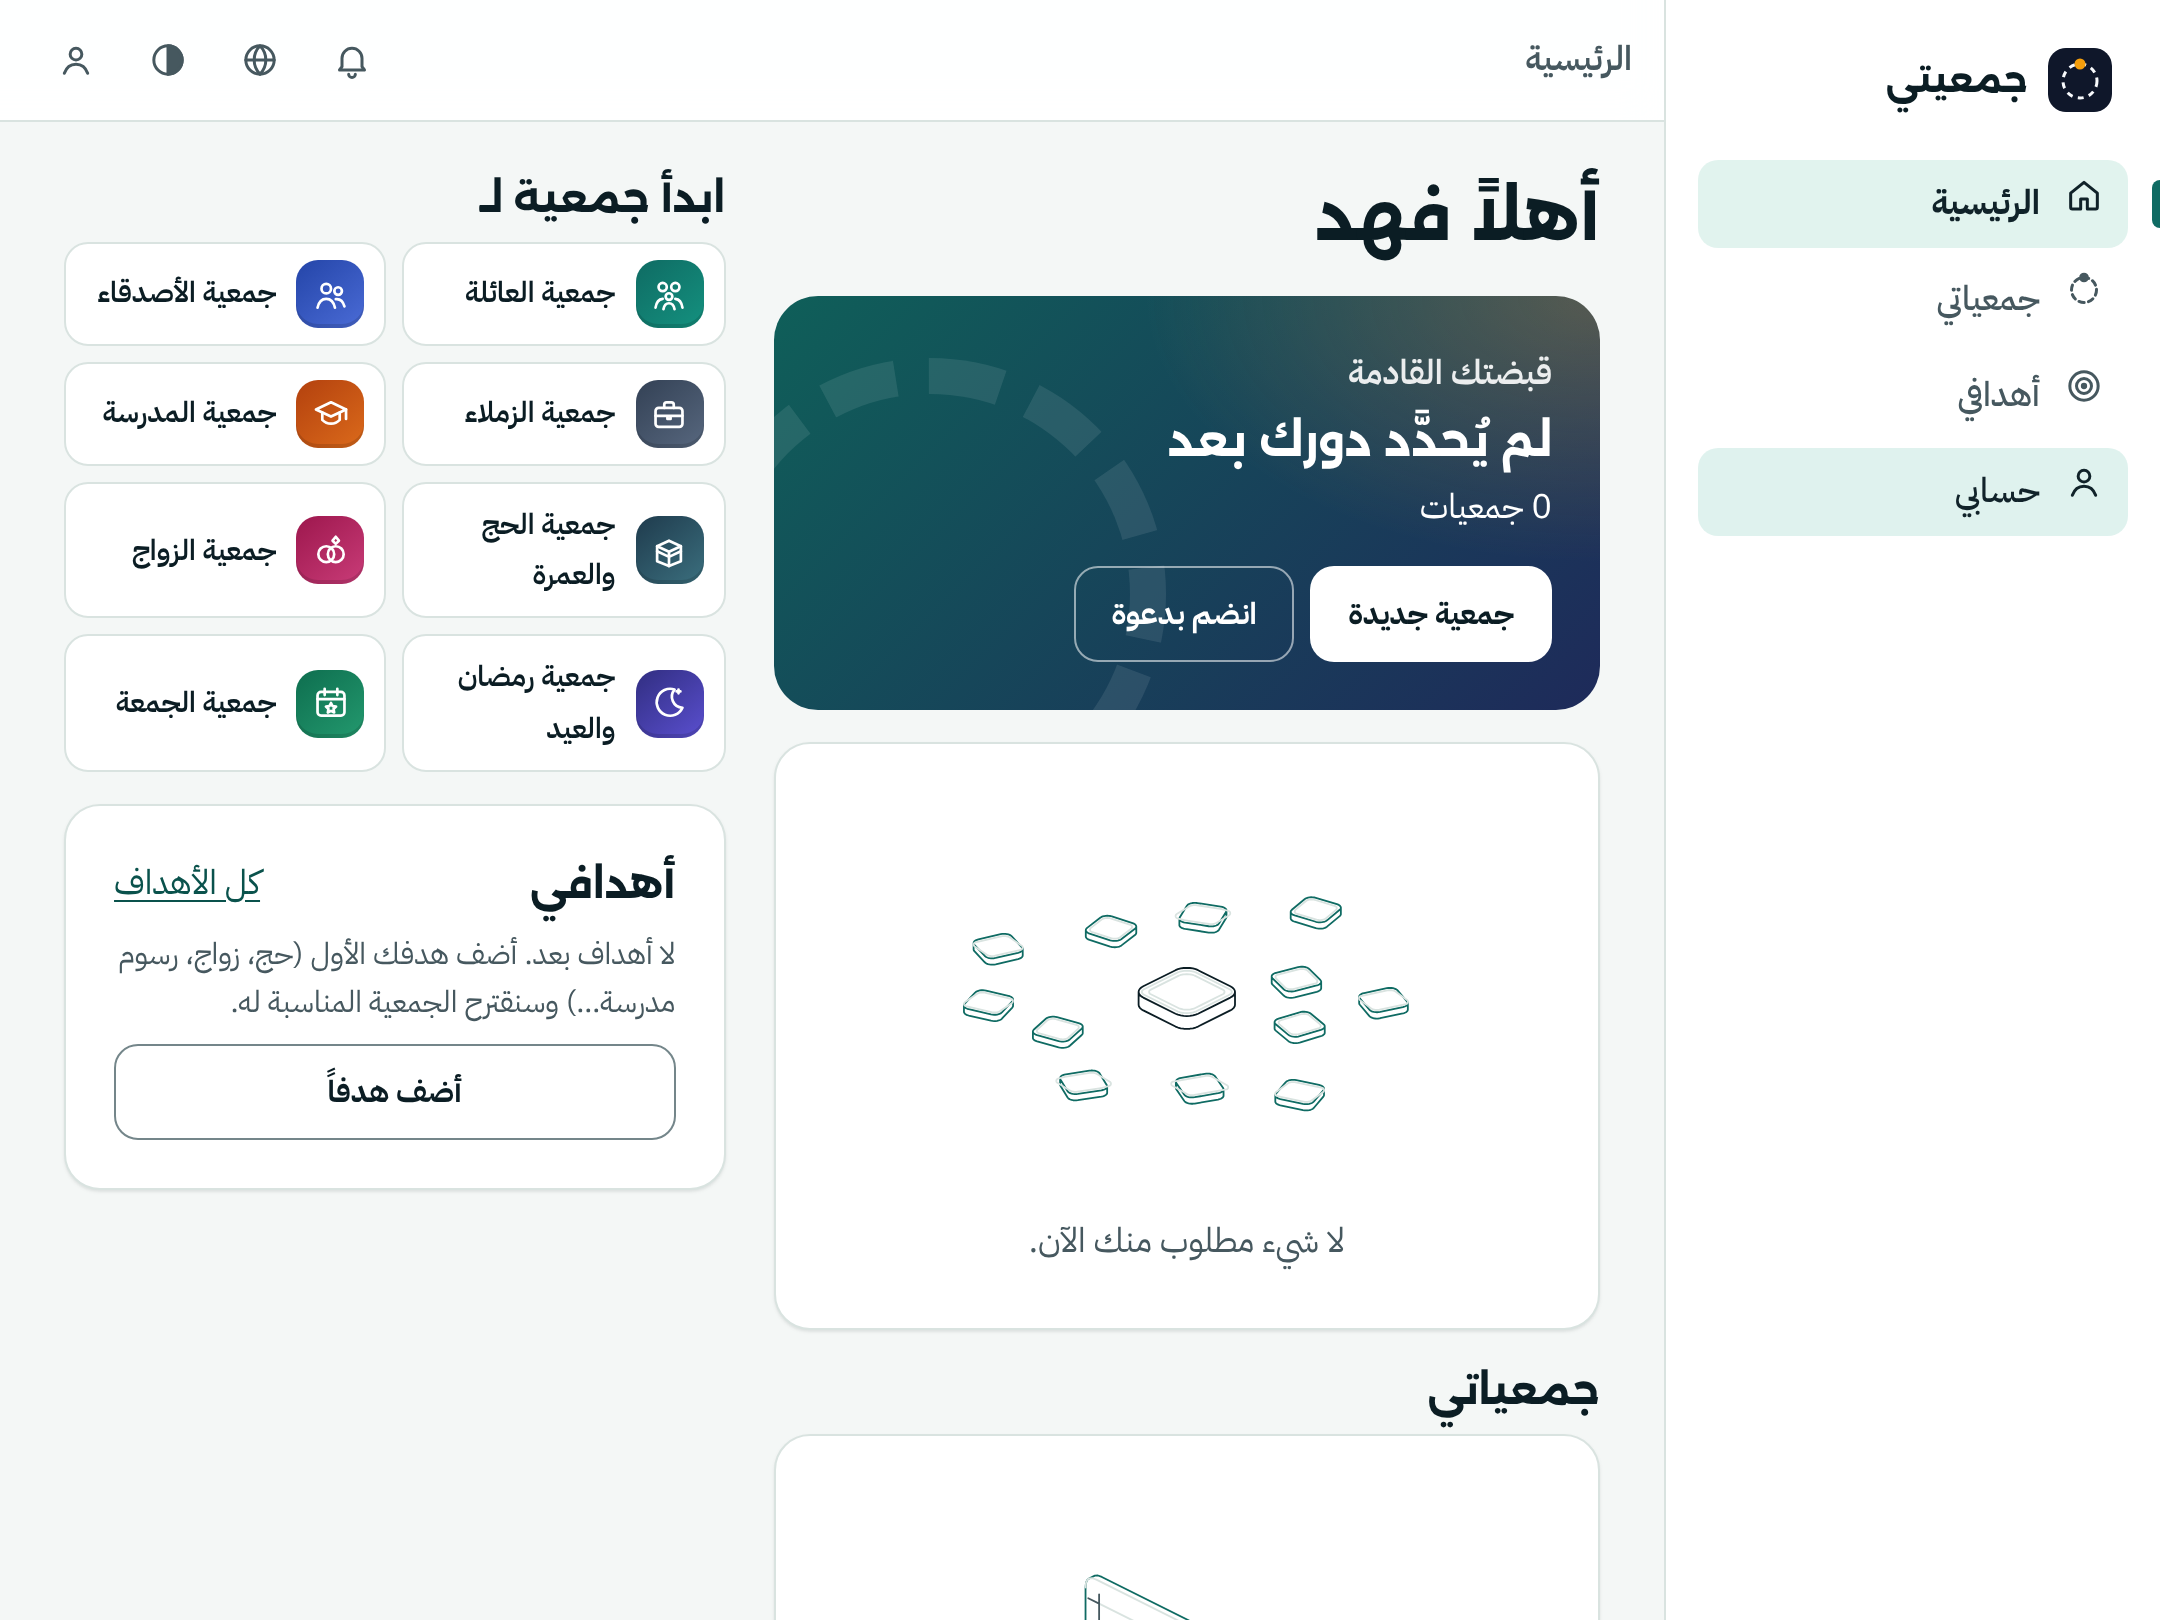 جمعيتي
الرئيسية
جمعياتي
أهدافي
حسابي
الرئيسية
أهلاً فهد
قبضتك القادمة
لم يُحدَّد دورك بعد
0 جمعيات
جمعية جديدة
انضم بدعوة
لا شيء مطلوب منك الآن.
جمعياتي
ابدأ جمعية لـ
جمعية العائلة
جمعية الأصدقاء
جمعية الزملاء
جمعية المدرسة
جمعية الحج
والعمرة
جمعية الزواج
جمعية رمضان
والعيد
جمعية الجمعة
أهدافي
كل الأهداف
لا أهداف بعد. أضف هدفك الأول (حج، زواج، رسوم
مدرسة...) وسنقترح الجمعية المناسبة له.
أضف هدفاً